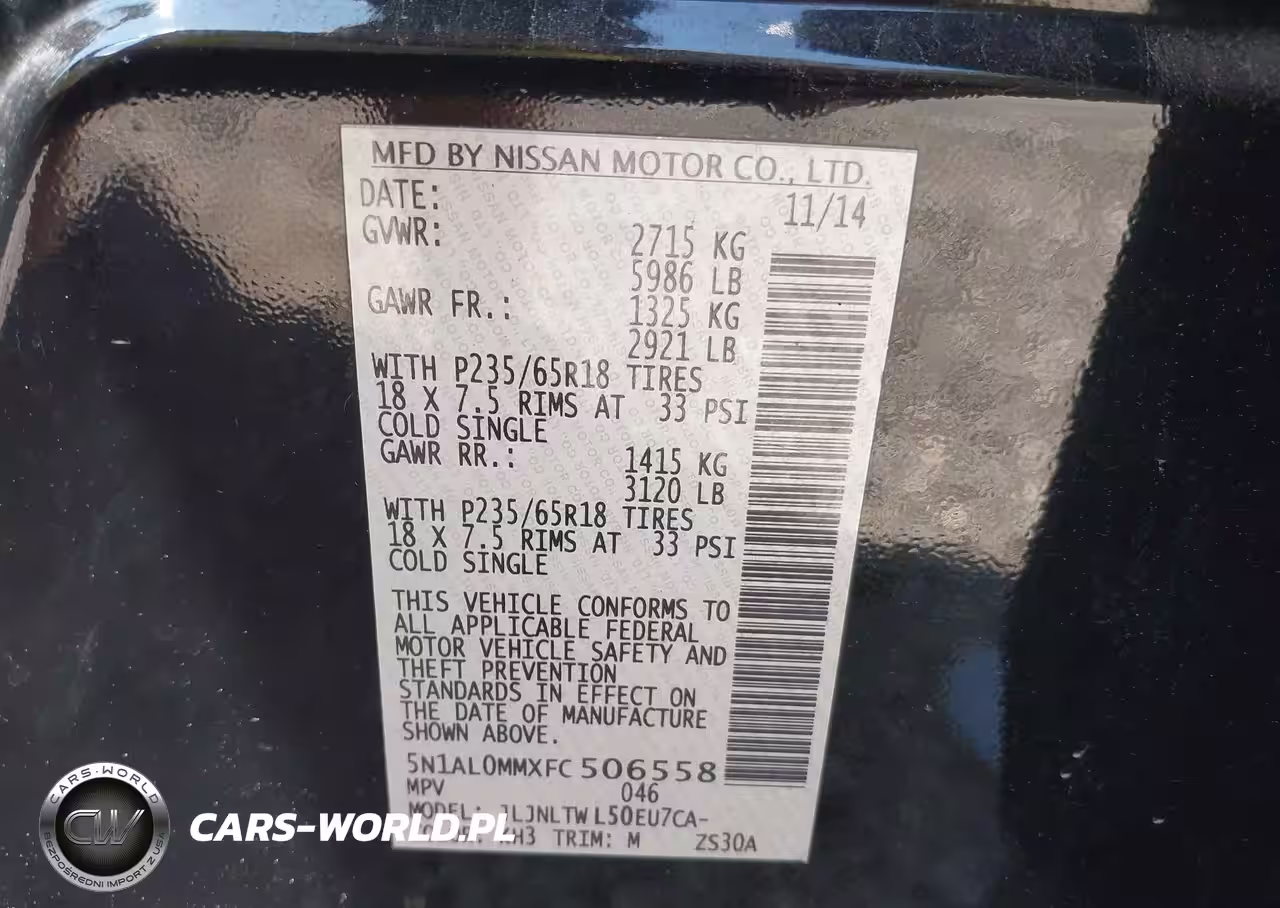 MFD BY NISSAN MOTOR CO., LTD.
DATE: 11/14
GVWR: 2715 KG
5986 LB
GAWR FR.: 1325 KG
2921 LB
WITH P235/65R18 TIRES
18 X 7.5 RIMS AT 33 PSI
COLD SINGLE
GAWR RR.: 1415 KG
3120 LB
WITH P235/65R18 TIRES
18 X 7.5 RIMS AT 33 PSI
COLD SINGLE
THIS VEHICLE CONFORMS TO
ALL APPLICABLE FEDERAL
MOTOR VEHICLE SAFETY AND
THEFT PREVENTION
STANDARDS IN EFFECT ON
THE DATE OF MANUFACTURE
SHOWN ABOVE.
5N1AL0MMXFC506558
MPV 046
MODEL: JLJNLTWL50EU7CA-
TRIM: M ZS30A
CARS-WORLD.PL
CARS-WORLD
CW
BEZPOŚREDNI IMPORT Z USA